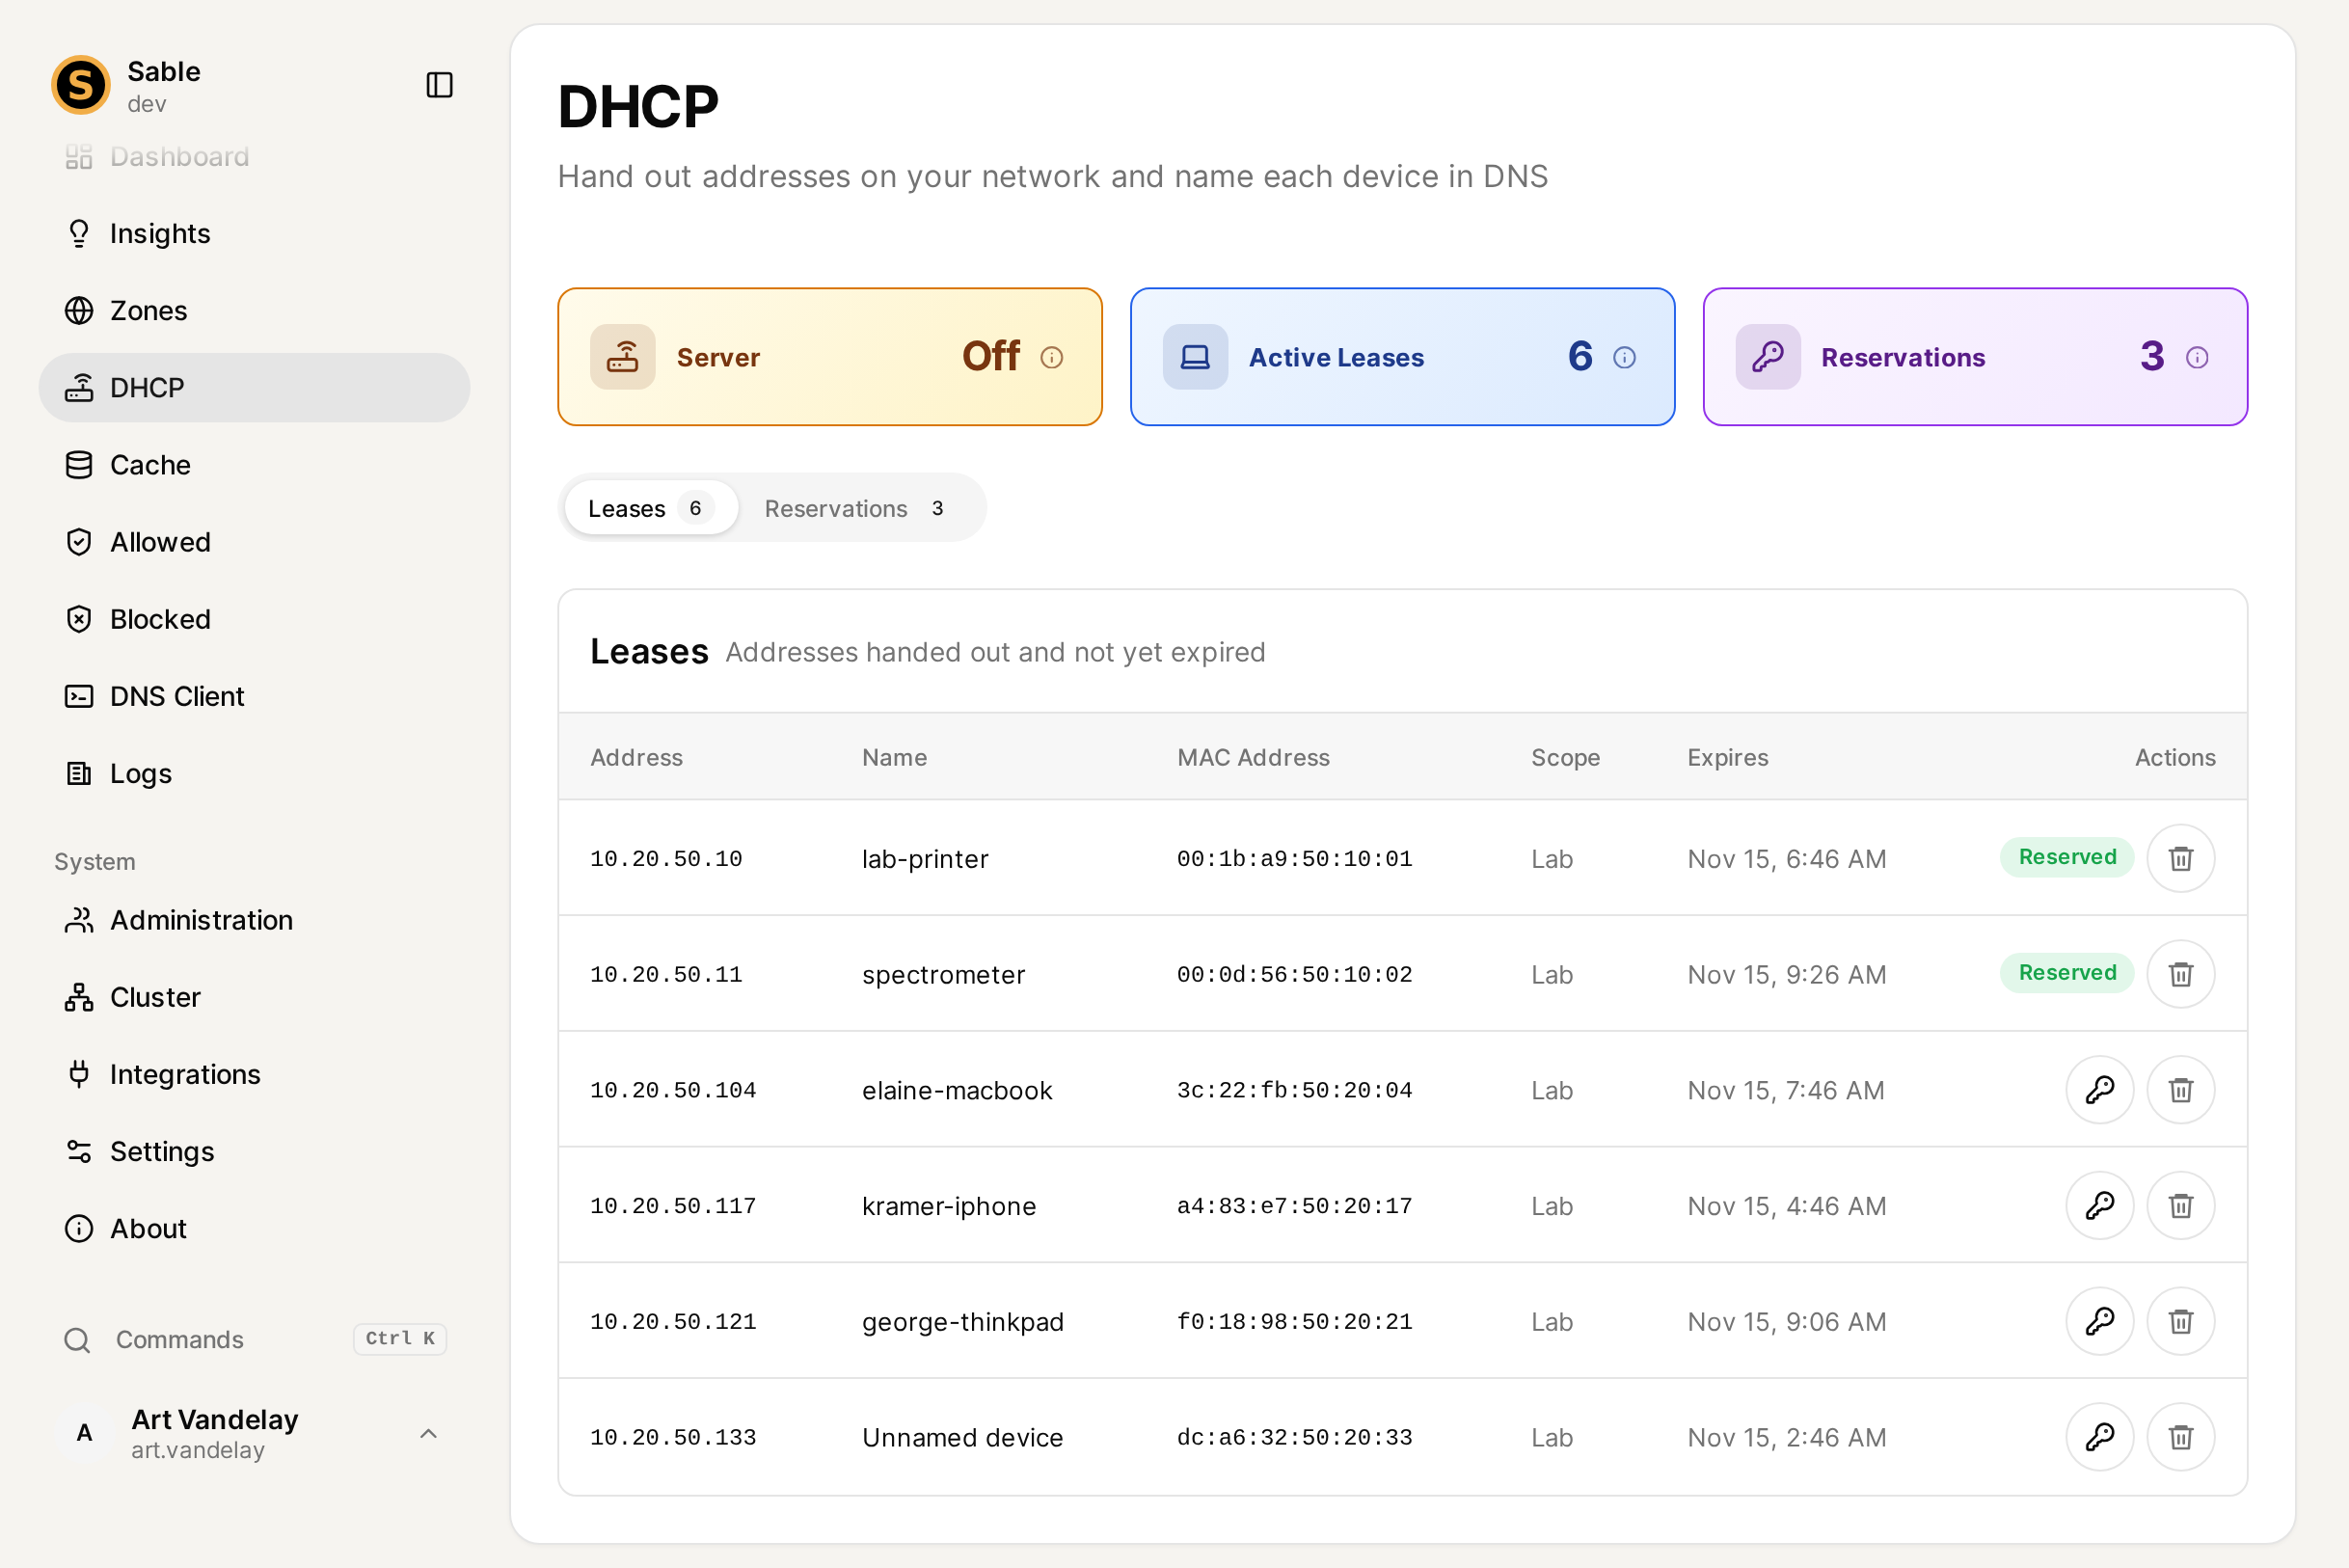 S
Sable
dev
Dashboard
Insights
Zones
DHCP
Cache
Allowed
Blocked
DNS Client
Logs
System
Administration
Cluster
Integrations
Settings
About
Commands Ctrl K
A
Art Vandelay
art.vandelay
DHCP
Hand out addresses on your network and name each device in DNS
Server Off
Active Leases 6
Reservations 3
Leases 6 Reservations 3
Leases Addresses handed out and not yet expired
Address Name MAC Address Scope Expires Actions
10.20.50.10 lab-printer 00:1b:a9:50:10:01 Lab Nov 15, 6:46 AM Reserved
10.20.50.11 spectrometer 00:0d:56:50:10:02 Lab Nov 15, 9:26 AM Reserved
10.20.50.104 elaine-macbook 3c:22:fb:50:20:04 Lab Nov 15, 7:46 AM
10.20.50.117 kramer-iphone a4:83:e7:50:20:17 Lab Nov 15, 4:46 AM
10.20.50.121 george-thinkpad f0:18:98:50:20:21 Lab Nov 15, 9:06 AM
10.20.50.133 Unnamed device dc:a6:32:50:20:33 Lab Nov 15, 2:46 AM